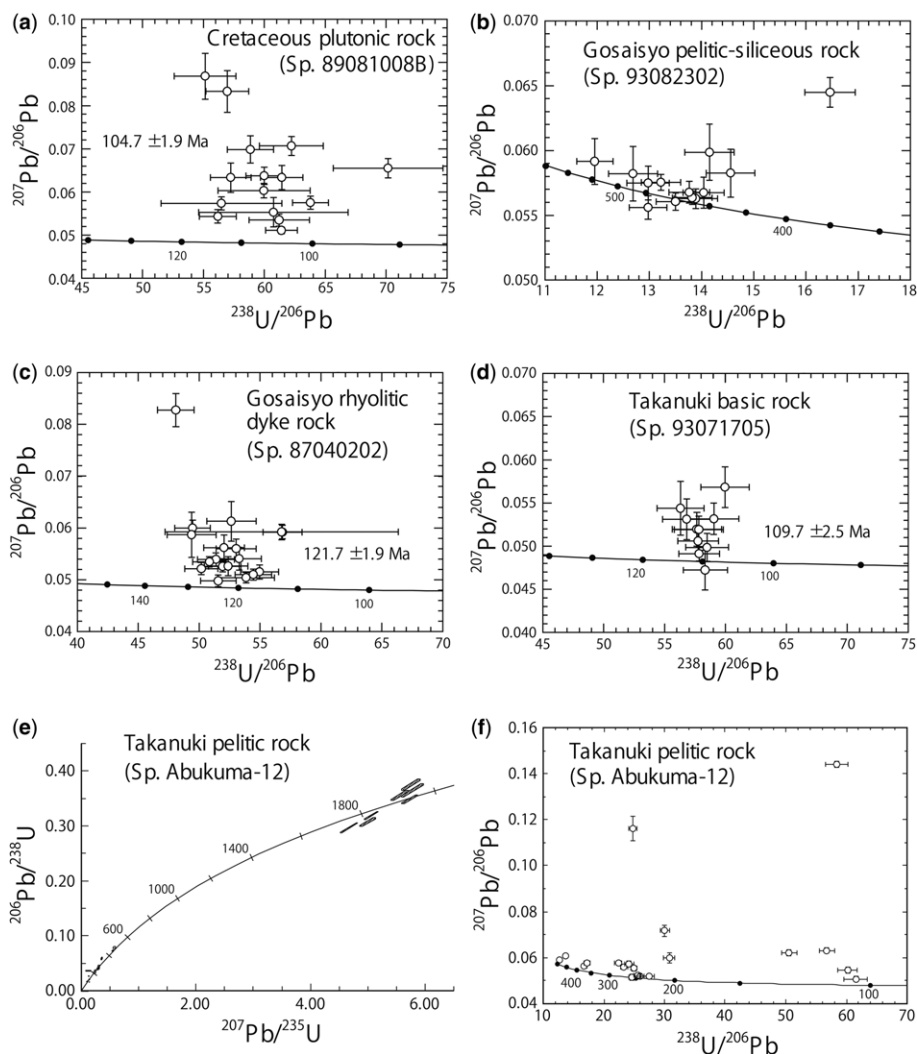 (a)
0.10
0.09
0.08
0.07
0.06
0.05
0.04
Cretaceous plutonic rock
(Sp. 89081008B)
104.7 ±1.9 Ma
120
100
45 50 55 60 65 70 75
²³⁸U/²⁰⁶Pb
²⁰⁷Pb/²⁰⁶Pb
(b)
0.070
0.065
0.060
0.055
0.050
Gosaisyo pelitic-siliceous rock
(Sp. 93082302)
500
400
11 12 13 14 15 16 17 18
²³⁸U/²⁰⁶Pb
²⁰⁷Pb/²⁰⁶Pb
(c)
0.09
0.08
0.07
0.06
0.05
0.04
Gosaisyo rhyolitic
dyke rock
(Sp. 87040202)
121.7 ±1.9 Ma
140
120
100
40 45 50 55 60 65 70
²³⁸U/²⁰⁶Pb
²⁰⁷Pb/²⁰⁶Pb
(d)
0.070
0.065
0.060
0.055
0.050
0.045
0.040
Takanuki basic rock
(Sp. 93071705)
109.7 ±2.5 Ma
120
100
45 50 55 60 65 70 75
²³⁸U/²⁰⁶Pb
²⁰⁷Pb/²⁰⁶Pb
(e)
0.40
0.30
0.20
0.10
0.00
Takanuki pelitic rock
(Sp. Abukuma-12)
1800
1400
1000
600
0.00 2.00 4.00 6.00
²⁰⁷Pb/²³⁵U
²⁰⁶Pb/²³⁸U
(f)
0.16
0.14
0.12
0.10
0.08
0.06
0.04
Takanuki pelitic rock
(Sp. Abukuma-12)
400
300
200
100
10 20 30 40 50 60 70
²³⁸U/²⁰⁶Pb
²⁰⁷Pb/²⁰⁶Pb